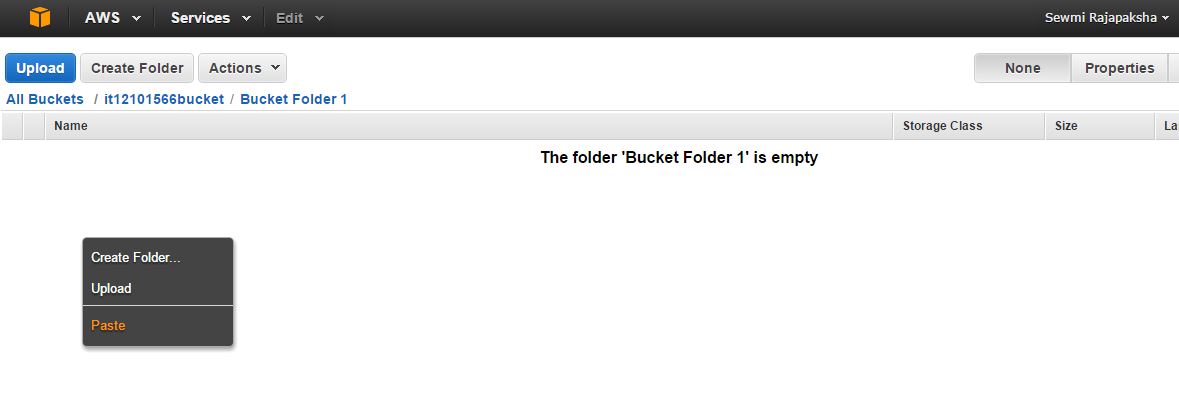 AWS Services Edit Sewmi Rajapaksha
Upload Create Folder Actions None Properties
All Buckets / it12101566bucket / Bucket Folder 1
Name Storage Class Size La
The folder 'Bucket Folder 1' is empty
Create Folder...
Upload
Paste